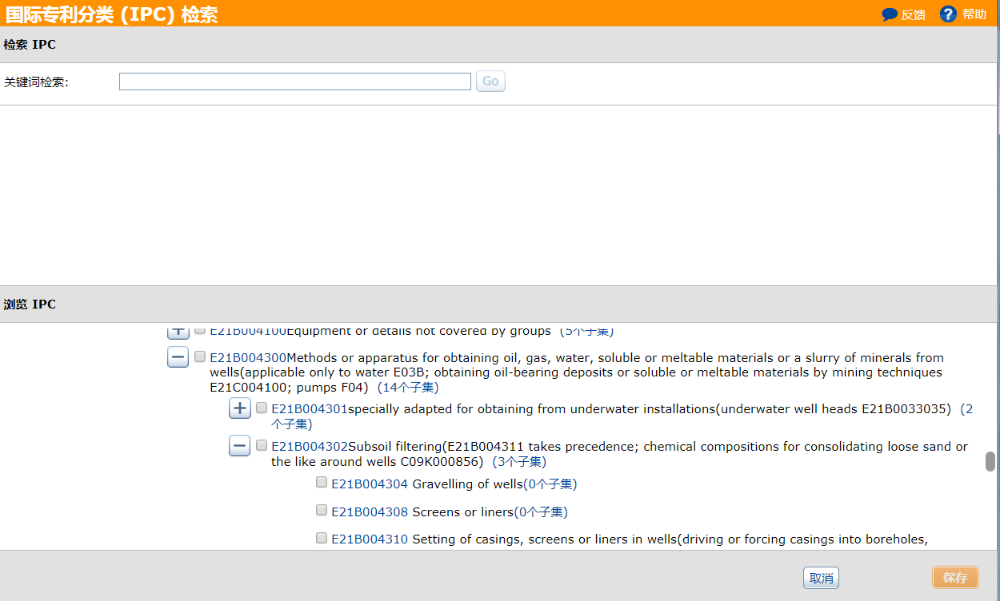 国际专利分类 (IPC) 检索
反馈
帮助
检索 IPC
关键词检索:
Go
浏览 IPC
E21B004100Equipment or details not covered by groups (5个子集)
E21B004300Methods or apparatus for obtaining oil, gas, water, soluble or meltable materials or a slurry of minerals from
wells(applicable only to water E03B; obtaining oil-bearing deposits or soluble or meltable materials by mining techniques
E21C004100; pumps F04) (14个子集)
E21B004301specially adapted for obtaining from underwater installations(underwater well heads E21B0033035) (2
个子集)
E21B004302Subsoil filtering(E21B004311 takes precedence; chemical compositions for consolidating loose sand or
the like around wells C09K000856) (3个子集)
E21B004304 Gravelling of wells(0个子集)
E21B004308 Screens or liners(0个子集)
E21B004310 Setting of casings, screens or liners in wells(driving or forcing casings into boreholes,
取消
保存